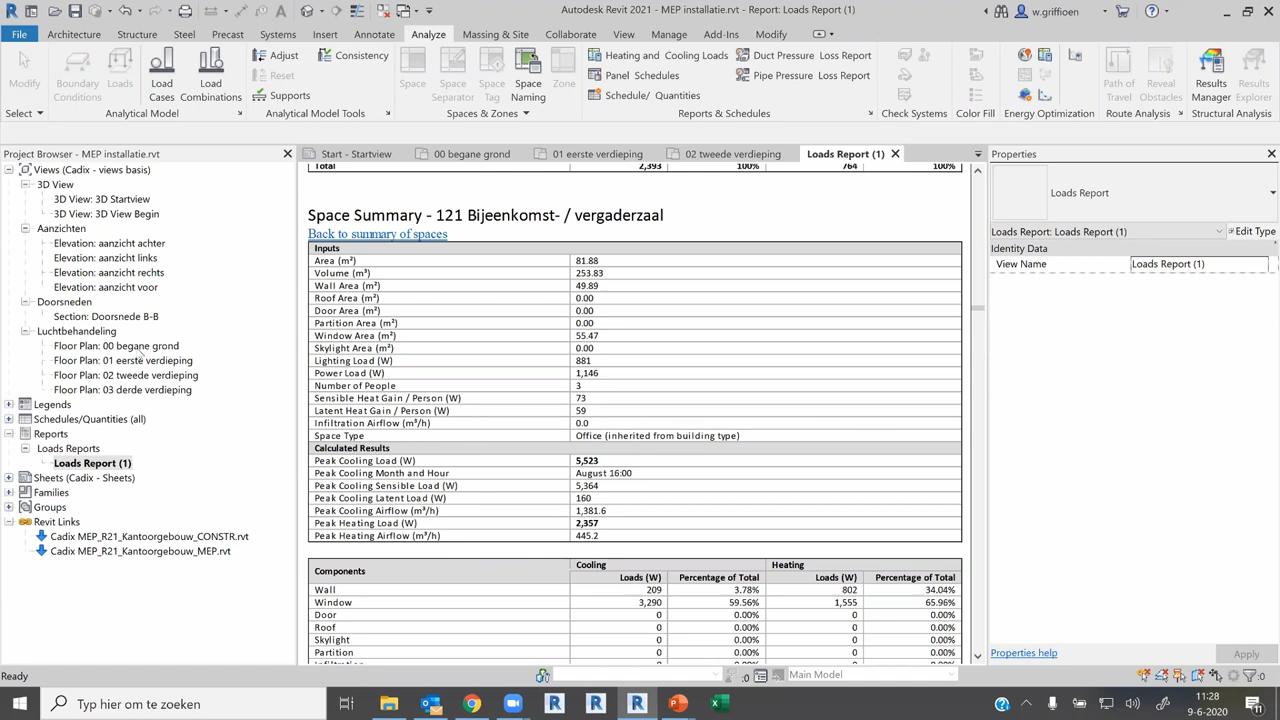 Autodesk Revit 2021 - MEP installatie.rvt - Report: Loads Report (1)
w.griffioen
File Architecture Structure Steel Precast Systems Insert Annotate Analyze Massing & Site Collaborate View Manage Add-Ins Modify
Modify
Boundary Conditions
Loads
Load Cases
Load Combinations
Adjust
Reset
Supports
Consistency
Space
Space Separator
Space Tag
Space Naming
Zone
Heating and Cooling Loads
Panel Schedules
Schedule/ Quantities
Duct Pressure Loss Report
Pipe Pressure Loss Report
Path of Travel
Reveal Obstacles
Results Manager
Results Explorer
Select
Analytical Model
Analytical Model Tools
Spaces & Zones
Reports & Schedules
Check Systems
Color Fill
Energy Optimization
Route Analysis
Structural Analysis
Project Browser - MEP installatie.rvt
Start - Startview
00 begane grond
01 eerste verdieping
02 tweede verdieping
Loads Report (1)
Properties
Views (Cadix - views basis)
3D View
3D View: 3D Startview
3D View: 3D View Begin
Aanzichten
Elevation: aanzicht achter
Elevation: aanzicht links
Elevation: aanzicht rechts
Elevation: aanzicht voor
Doorsneden
Section: Doorsnede B-B
Luchtbehandeling
Floor Plan: 00 begane grond
Floor Plan: 01 eerste verdieping
Floor Plan: 02 tweede verdieping
Floor Plan: 03 derde verdieping
Legends
Schedules/Quantities (all)
Reports
Loads Reports
Loads Report (1)
Sheets (Cadix - Sheets)
Families
Groups
Revit Links
Cadix MEP_R21_Kantoorgebouw_CONSTR.rvt
Cadix MEP_R21_Kantoorgebouw_MEP.rvt
Total 2,393 100% 764 100%
Space Summary - 121 Bijeenkomst- / vergaderzaal
Back to summary of spaces
Inputs
Area (m²) 81.88
Volume (m³) 253.83
Wall Area (m²) 49.89
Roof Area (m²) 0.00
Door Area (m²) 0.00
Partition Area (m²) 0.00
Window Area (m²) 55.47
Skylight Area (m²) 0.00
Lighting Load (W) 881
Power Load (W) 1,146
Number of People 3
Sensible Heat Gain / Person (W) 73
Latent Heat Gain / Person (W) 59
Infiltration Airflow (m³/h) 0.0
Space Type Office (inherited from building type)
Calculated Results
Peak Cooling Load (W) 5,523
Peak Cooling Month and Hour August 16:00
Peak Cooling Sensible Load (W) 5,364
Peak Cooling Latent Load (W) 160
Peak Cooling Airflow (m³/h) 1,381.6
Peak Heating Load (W) 2,357
Peak Heating Airflow (m³/h) 445.2
Components Cooling Heating
Loads (W) Percentage of Total Loads (W) Percentage of Total
Wall 209 3.78% 802 34.04%
Window 3,290 59.56% 1,555 65.96%
Door 0 0.00% 0 0.00%
Roof 0 0.00% 0 0.00%
Skylight 0 0.00% 0 0.00%
Partition 0 0.00% 0 0.00%
Loads Report
Loads Report: Loads Report (1)
Edit Type
Identity Data
View Name Loads Report (1)
Properties help
Apply
Ready
:0
Main Model
:0
Typ hier om te zoeken
11:28
9-6-2020